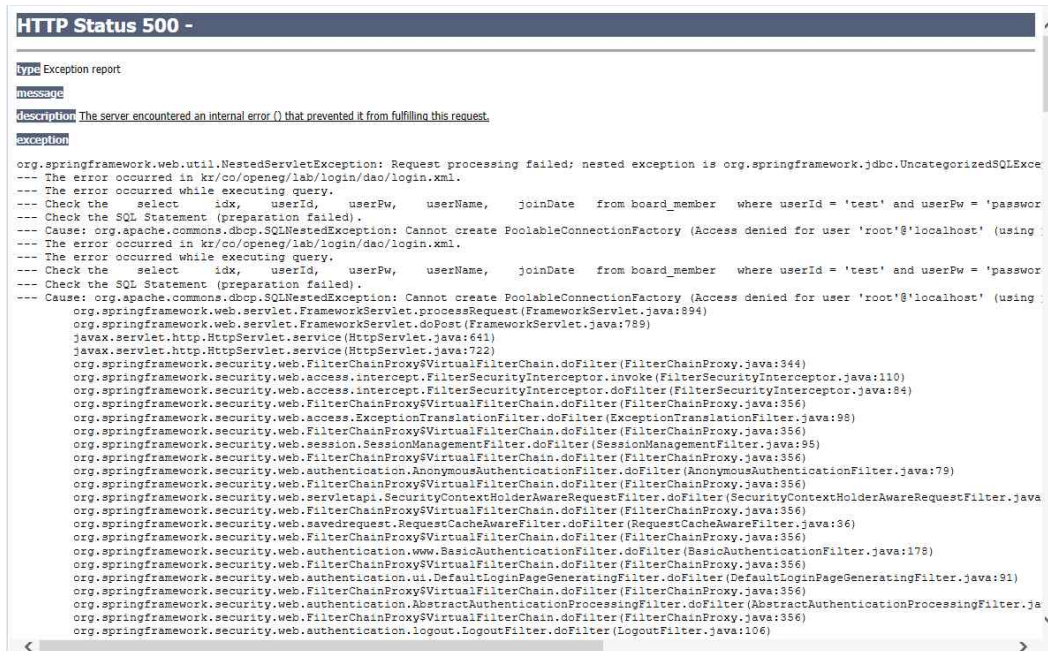 HTTP Status 500 -
type Exception report
message
description The server encountered an internal error () that prevented it from fulfilling this request.
exception
org.springframework.web.util.NestedServletException: Request processing failed; nested exception is org.springframework.jdbc.UncategorizedSQLExce
--- The error occurred in kr/co/openeg/lab/login/dao/login.xml.
--- The error occurred while executing query.
--- Check the    select    idx,    userId,    userPw,    userName,    joinDate   from board_member   where userId = 'test' and userPw = 'passwor
--- Check the SQL Statement (preparation failed).
--- Cause: org.apache.commons.dbcp.SQLNestedException: Cannot create PoolableConnectionFactory (Access denied for user 'root'@'localhost' (using
--- The error occurred in kr/co/openeg/lab/login/dao/login.xml.
--- The error occurred while executing query.
--- Check the    select    idx,    userId,    userPw,    userName,    joinDate   from board_member   where userId = 'test' and userPw = 'passwor
--- Check the SQL Statement (preparation failed).
--- Cause: org.apache.commons.dbcp.SQLNestedException: Cannot create PoolableConnectionFactory (Access denied for user 'root'@'localhost' (using
org.springframework.web.servlet.FrameworkServlet.processRequest(FrameworkServlet.java:894)
org.springframework.web.servlet.FrameworkServlet.doPost(FrameworkServlet.java:789)
javax.servlet.http.HttpServlet.service(HttpServlet.java:641)
javax.servlet.http.HttpServlet.service(HttpServlet.java:722)
org.springframework.security.web.FilterChainProxy$VirtualFilterChain.doFilter(FilterChainProxy.java:344)
org.springframework.security.web.access.intercept.FilterSecurityInterceptor.invoke(FilterSecurityInterceptor.java:110)
org.springframework.security.web.access.intercept.FilterSecurityInterceptor.doFilter(FilterSecurityInterceptor.java:84)
org.springframework.security.web.FilterChainProxy$VirtualFilterChain.doFilter(FilterChainProxy.java:356)
org.springframework.security.web.access.ExceptionTranslationFilter.doFilter(ExceptionTranslationFilter.java:98)
org.springframework.security.web.FilterChainProxy$VirtualFilterChain.doFilter(FilterChainProxy.java:356)
org.springframework.security.web.session.SessionManagementFilter.doFilter(SessionManagementFilter.java:95)
org.springframework.security.web.FilterChainProxy$VirtualFilterChain.doFilter(FilterChainProxy.java:356)
org.springframework.security.web.authentication.AnonymousAuthenticationFilter.doFilter(AnonymousAuthenticationFilter.java:79)
org.springframework.security.web.FilterChainProxy$VirtualFilterChain.doFilter(FilterChainProxy.java:356)
org.springframework.security.web.servletapi.SecurityContextHolderAwareRequestFilter.doFilter(SecurityContextHolderAwareRequestFilter.java
org.springframework.security.web.FilterChainProxy$VirtualFilterChain.doFilter(FilterChainProxy.java:356)
org.springframework.security.web.savedrequest.RequestCacheAwareFilter.doFilter(RequestCacheAwareFilter.java:36)
org.springframework.security.web.FilterChainProxy$VirtualFilterChain.doFilter(FilterChainProxy.java:356)
org.springframework.security.web.authentication.www.BasicAuthenticationFilter.doFilter(BasicAuthenticationFilter.java:178)
org.springframework.security.web.FilterChainProxy$VirtualFilterChain.doFilter(FilterChainProxy.java:356)
org.springframework.security.web.authentication.ui.DefaultLoginPageGeneratingFilter.doFilter(DefaultLoginPageGeneratingFilter.java:91)
org.springframework.security.web.FilterChainProxy$VirtualFilterChain.doFilter(FilterChainProxy.java:356)
org.springframework.security.web.authentication.AbstractAuthenticationProcessingFilter.doFilter(AbstractAuthenticationProcessingFilter.ja
org.springframework.security.web.FilterChainProxy$VirtualFilterChain.doFilter(FilterChainProxy.java:356)
org.springframework.security.web.authentication.logout.LogoutFilter.doFilter(LogoutFilter.java:106)